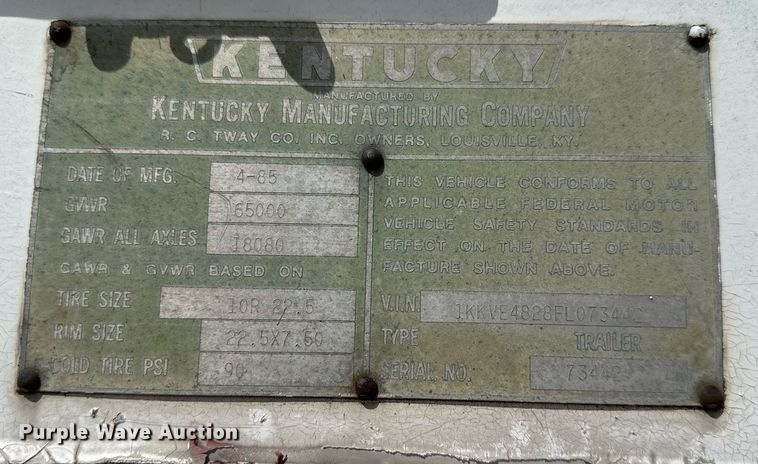 KENTUCKY
MANUFACTURED BY
KENTUCKY MANUFACTURING COMPANY
R. C. TWAY CO. INC. OWNERS, LOUISVILLE, KY.
DATE OF MFG. 4-85
GVWR 65000
GAWR ALL AXLES 18080
GAWR & GVWR BASED ON
TIRE SIZE 10R 22.5
RIM SIZE 22.5X7.50
COLD TIRE PSI 90
THIS VEHICLE CONFORMS TO ALL
APPLICABLE FEDERAL MOTOR
VEHICLE SAFETY STANDARDS IN
EFFECT ON THE DATE OF MANU-
FACTURE SHOWN ABOVE.
V.I.N. 1KKVE4828FL073442
TYPE TRAILER
SERIAL NO. 73442
Purple Wave Auction